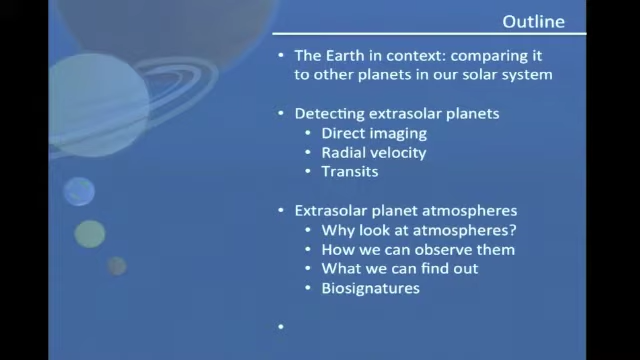 Outline
• The Earth in context: comparing it
to other planets in our solar system
• Detecting extrasolar planets
• Direct imaging
• Radial velocity
• Transits
• Extrasolar planet atmospheres
• Why look at atmospheres?
• How we can observe them
• What we can find out
• Biosignatures
•